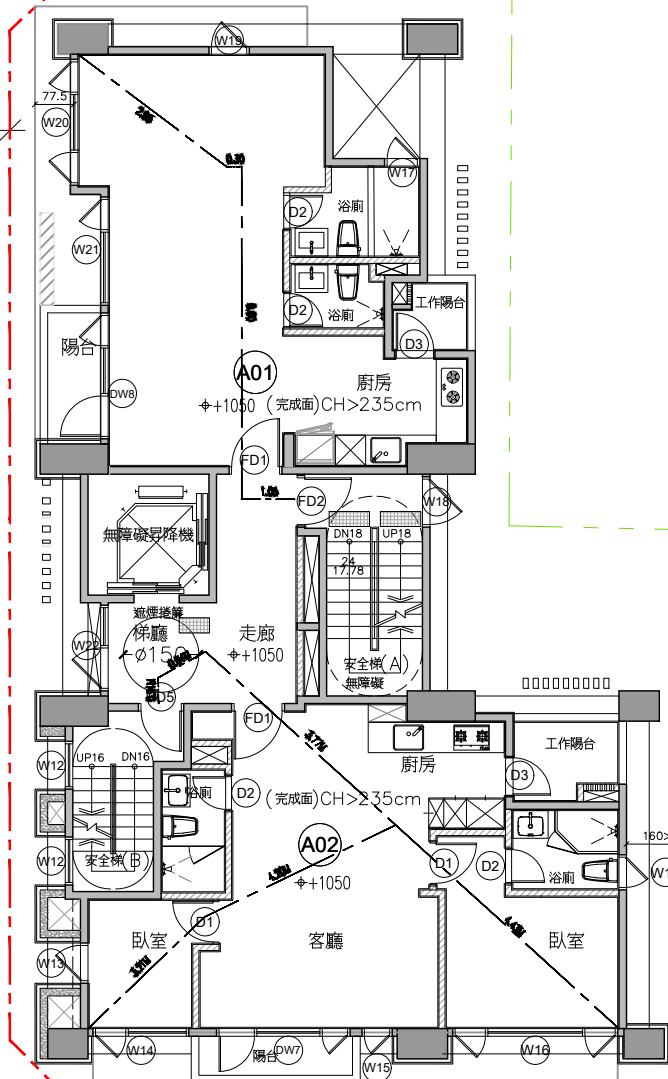 W19
77.5
W20
W17
D2
浴廁
W21
D2
浴廁
工作陽台
陽台
D3
A01
廚房
DW8
+1050 (完成面)CH>235cm
FD1
FD2
W18
無障礙昇降機
DN18
UP18
24
17.78
遮煙捲簾
梯廳
走廊
W22
ø150
+1050
安全梯(A)
無障礙
D5
FD1
工作陽台
UP16
DN16
W12
廚房
D3
浴廁
D2
(完成面)CH>235cm
A02
W12
安全梯(B)
D1
D2
160>
浴廁
W1
+1050
D1
臥室
客廳
臥室
W13
W14
陽台
DW7
W15
W16